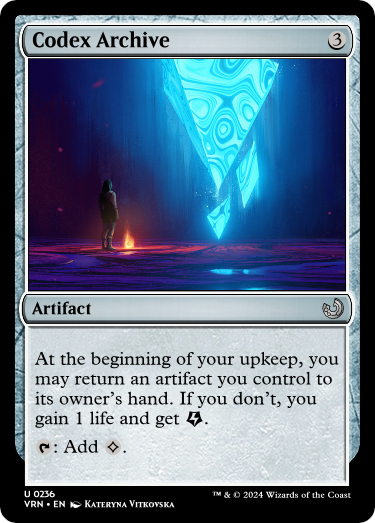 Codex Archive 3
Artifact
At the beginning of your upkeep, you
may return an artifact you control to
its owner's hand. If you don't, you
gain 1 life and get .
: Add .
U 0236
VRN • EN Kateryna Vitkovska
™ & © 2024 Wizards of the Coast